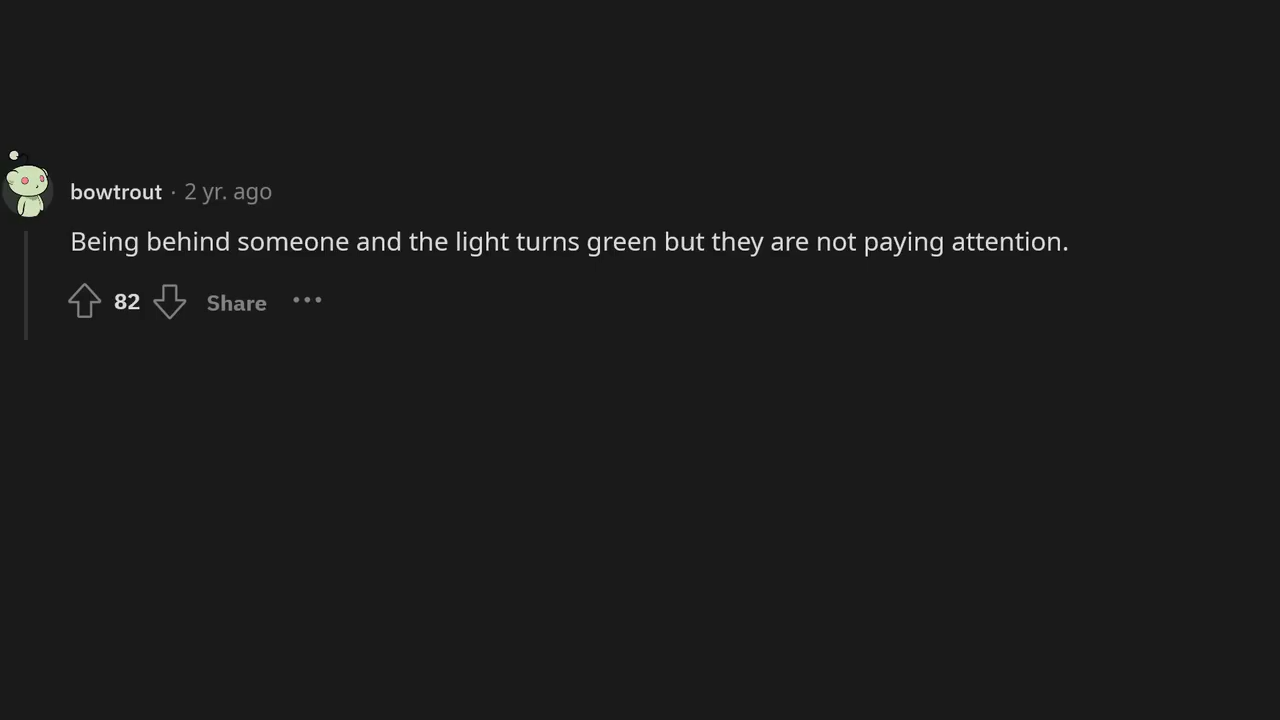 bowtrout · 2 yr. ago
Being behind someone and the light turns green but they are not paying attention.
82 Share ···